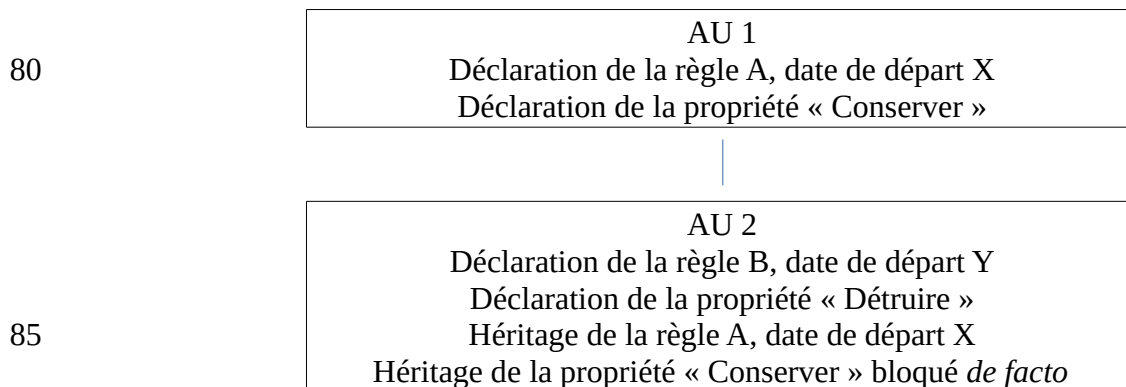 AU 1
80 Déclaration de la règle A, date de départ X
Déclaration de la propriété « Conserver »
AU 2
Déclaration de la règle B, date de départ Y
Déclaration de la propriété « Détruire »
85 Héritage de la règle A, date de départ X
Héritage de la propriété « Conserver » bloqué de facto